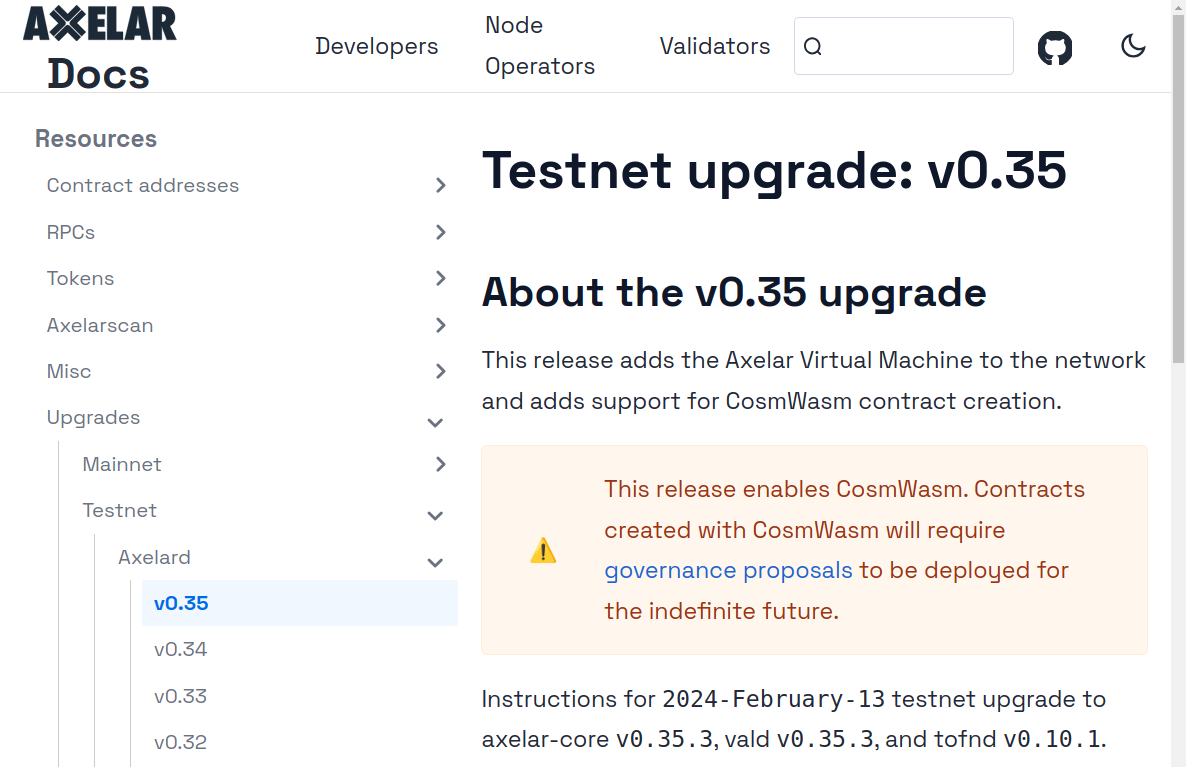 AXELAR
Docs
Developers
Node
Operators
Validators
Resources
Contract addresses
RPCs
Tokens
Axelarscan
Misc
Upgrades
Mainnet
Testnet
Axelard
v0.35
v0.34
v0.33
v0.32
Testnet upgrade: v0.35
About the v0.35 upgrade
This release adds the Axelar Virtual Machine to the network
and adds support for CosmWasm contract creation.
This release enables CosmWasm. Contracts
created with CosmWasm will require
governance proposals to be deployed for
the indefinite future.
Instructions for 2024-February-13 testnet upgrade to
axelar-core v0.35.3, vald v0.35.3, and tofnd v0.10.1.